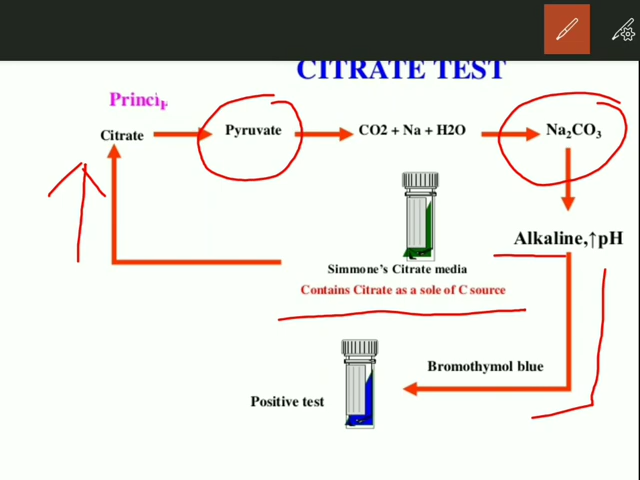 CITRATE TEST
Citrate
Pyruvate
CO2 + Na + H2O
Na₂CO₃
Alkaline,↑pH
Simmone's Citrate media
Contains Citrate as a sole of C source
Bromothymol blue
Positive test